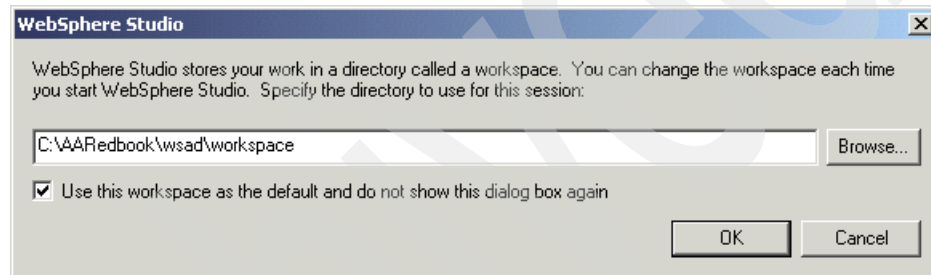 WebSphere Studio
WebSphere Studio stores your work in a directory called a workspace. You can change the workspace each time
you start WebSphere Studio. Specify the directory to use for this session:
C:\AARedbook\wsad\workspace
Browse...
Use this workspace as the default and do not show this dialog box again
OK
Cancel